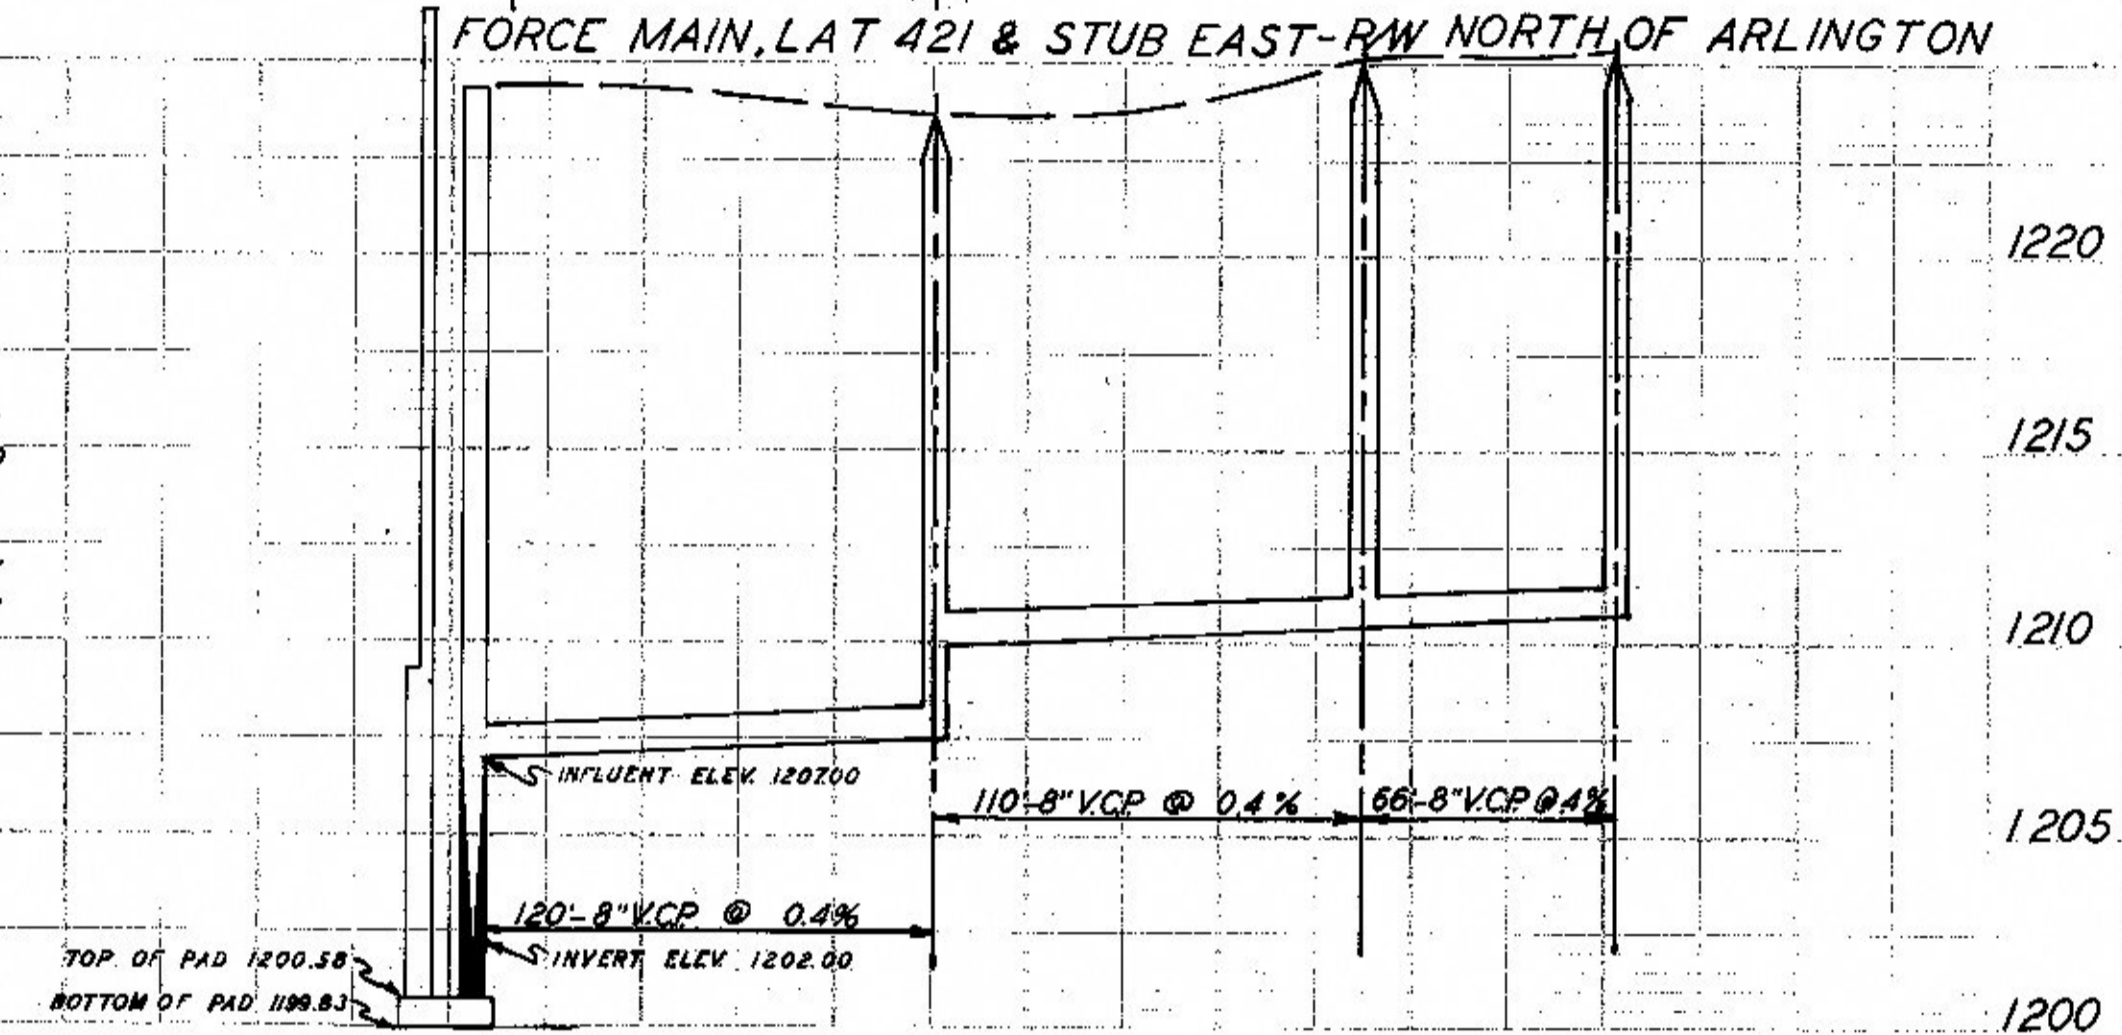 FORCE MAIN, LAT 421 & STUB EAST-R/W NORTH OF ARLINGTON
1220
1215
1210
INFLUENT ELEV. 1207.00
110'-8" V.C.P. @ 0.4%
66'-8" V.C.P. @ .4%
1205
120'-8" V.C.P. @ 0.4%
TOP OF PAD 1200.58
INVERT ELEV. 1202.00
BOTTOM OF PAD 1199.83
1200